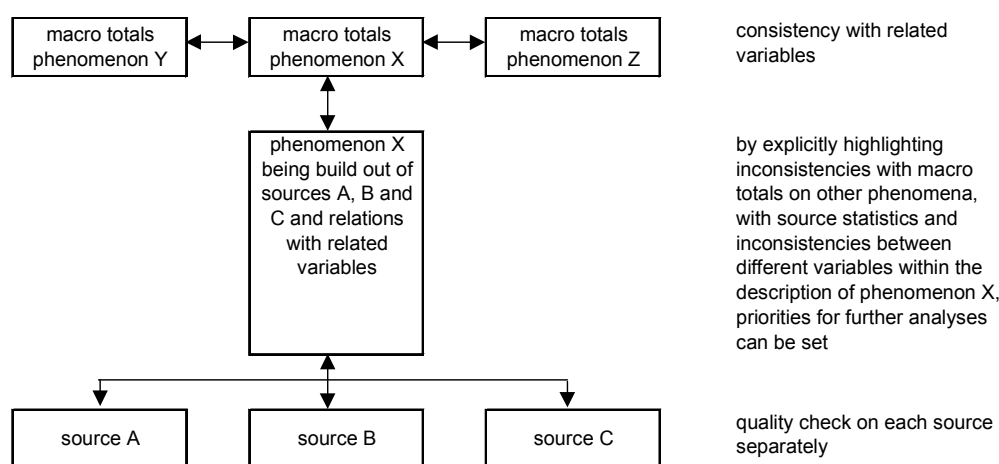 macro totals
phenomenon Y
macro totals
phenomenon X
macro totals
phenomenon Z
consistency with related
variables
phenomenon X
being build out of
sources A, B and
C and relations
with related
variables
by explicitly highlighting
inconsistencies with macro
totals on other phenomena,
with source statistics and
inconsistencies between
different variables within the
description of phenomenon X,
priorities for further analyses
can be set
source A
source B
source C
quality check on each source
separately